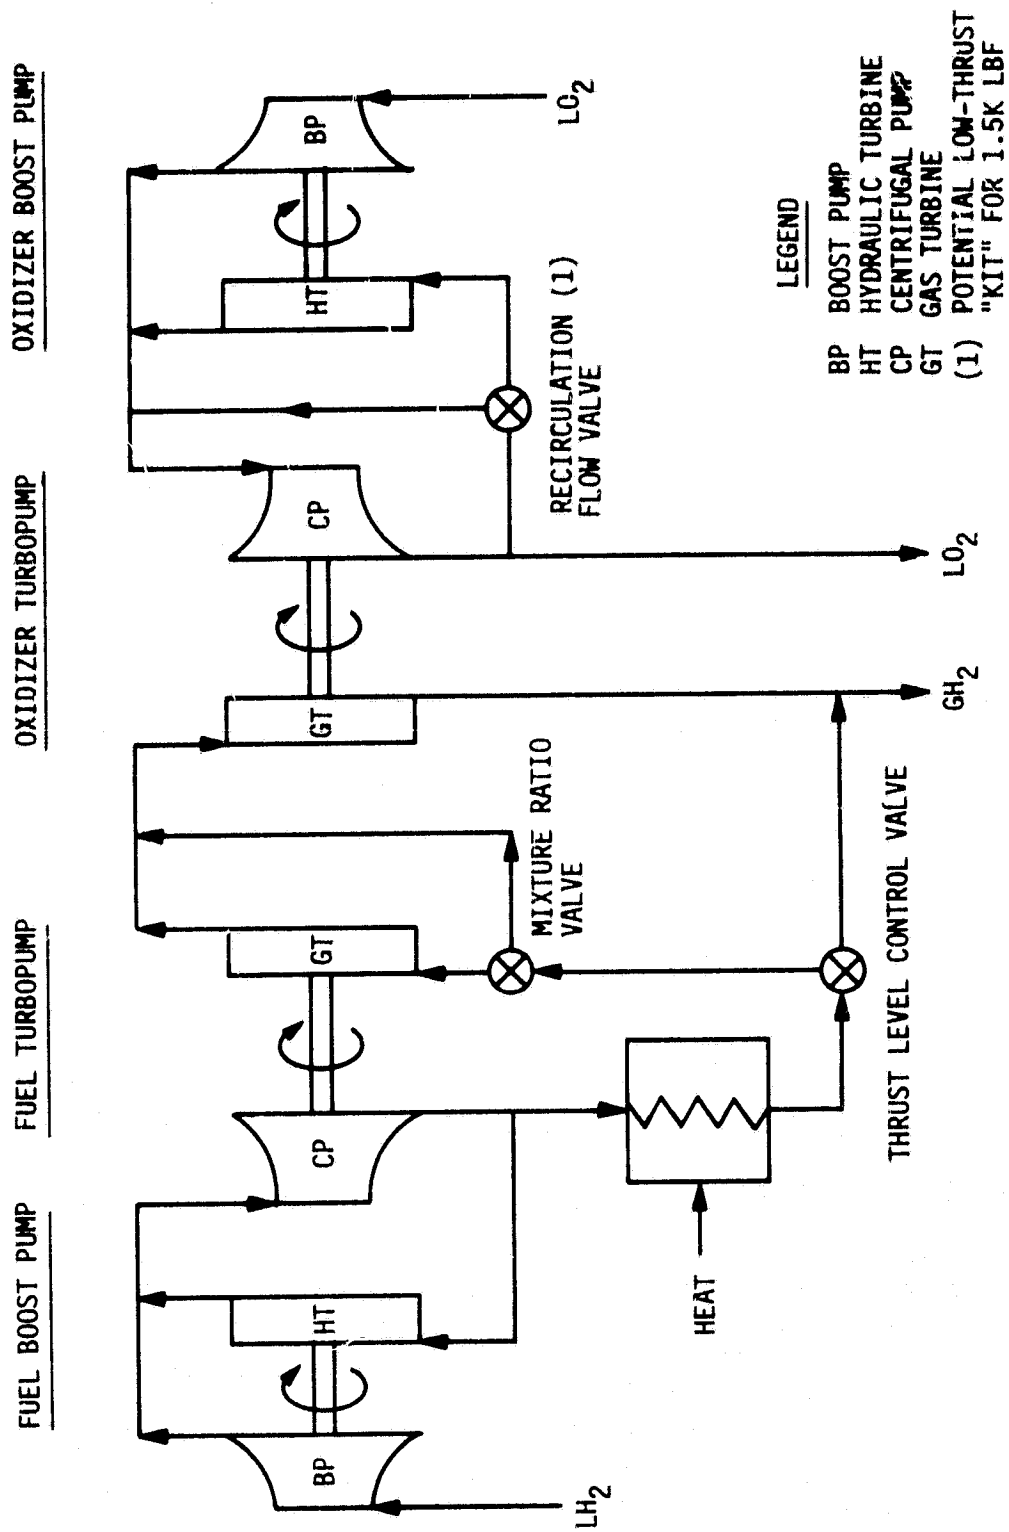 FUEL BOOST PUMP
FUEL TURBOPUMP
OXIDIZER TURBOPUMP
OXIDIZER BOOST PUMP
BP
HT
CP
GT
GT
CP
HT
BP
LH2
HEAT
MIXTURE RATIO
VALVE
THRUST LEVEL CONTROL VALVE
GH2
LO2
RECIRCULATION (1)
FLOW VALVE
LO2
LEGEND
BP BOOST PUMP
HT HYDRAULIC TURBINE
CP CENTRIFUGAL PUMP
GT GAS TURBINE
(1) POTENTIAL LOW-THRUST
"KIT" FOR 1.5K LBF